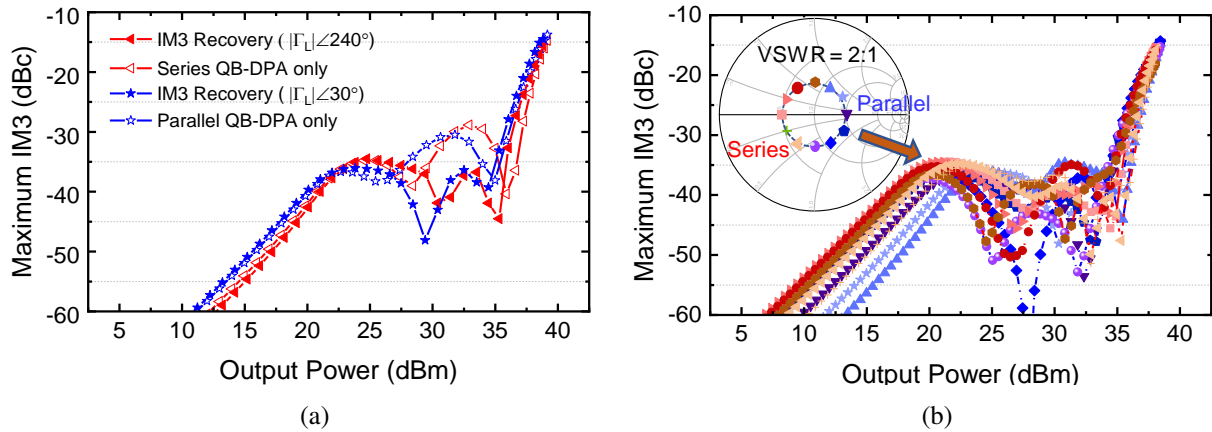 -10
-20
-30
-40
-50
-60
Maximum IM3 (dBc)
IM3 Recovery ( |Γ_L|∠240°)
Series QB-DPA only
IM3 Recovery ( |Γ_L|∠30°)
Parallel QB-DPA only
5 10 15 20 25 30 35 40
Output Power (dBm)
(a)
-10
-20
-30
-40
-50
-60
Maximum IM3 (dBc)
VSWR = 2:1
Parallel
Series
5 10 15 20 25 30 35 40
Output Power (dBm)
(b)